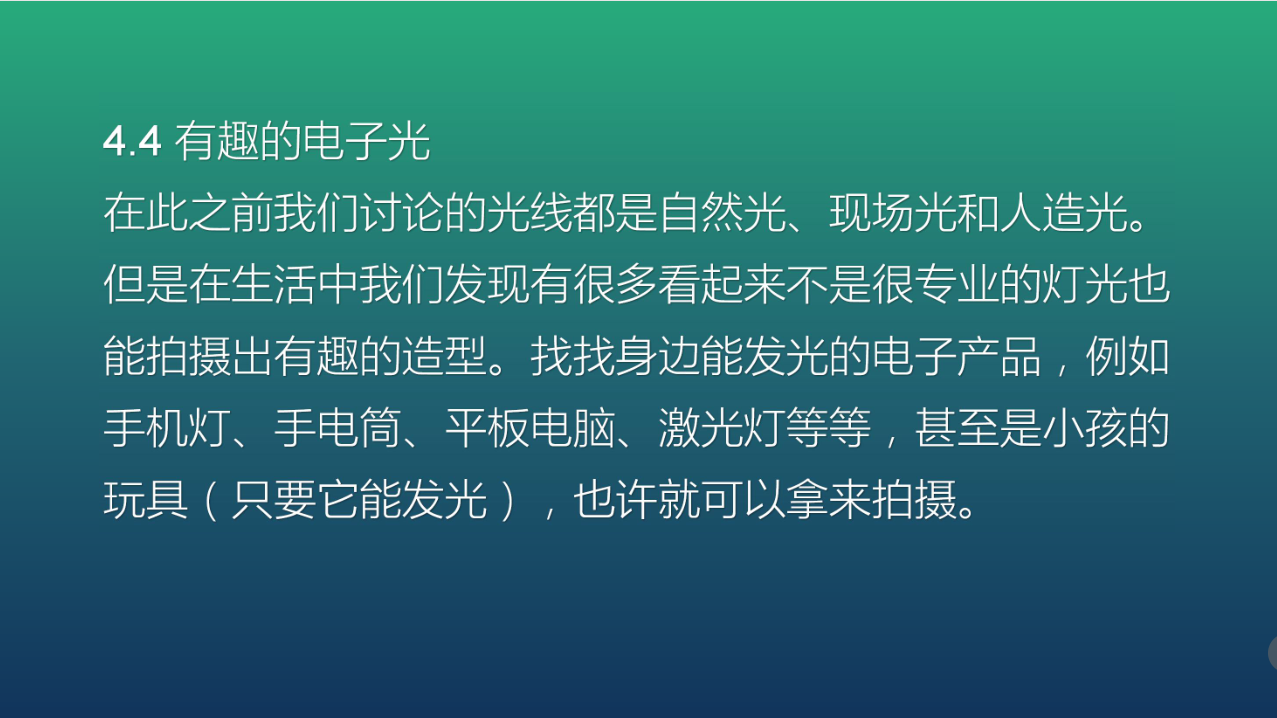 4.4 有趣的电子光
在此之前我们讨论的光线都是自然光、现场光和人造光。
但是在生活中我们发现有很多看起来不是很专业的灯光也
能拍摄出有趣的造型。找找身边能发光的电子产品，例如
手机灯、手电筒、平板电脑、激光灯等等，甚至是小孩的
玩具（只要它能发光），也许就可以拿来拍摄。